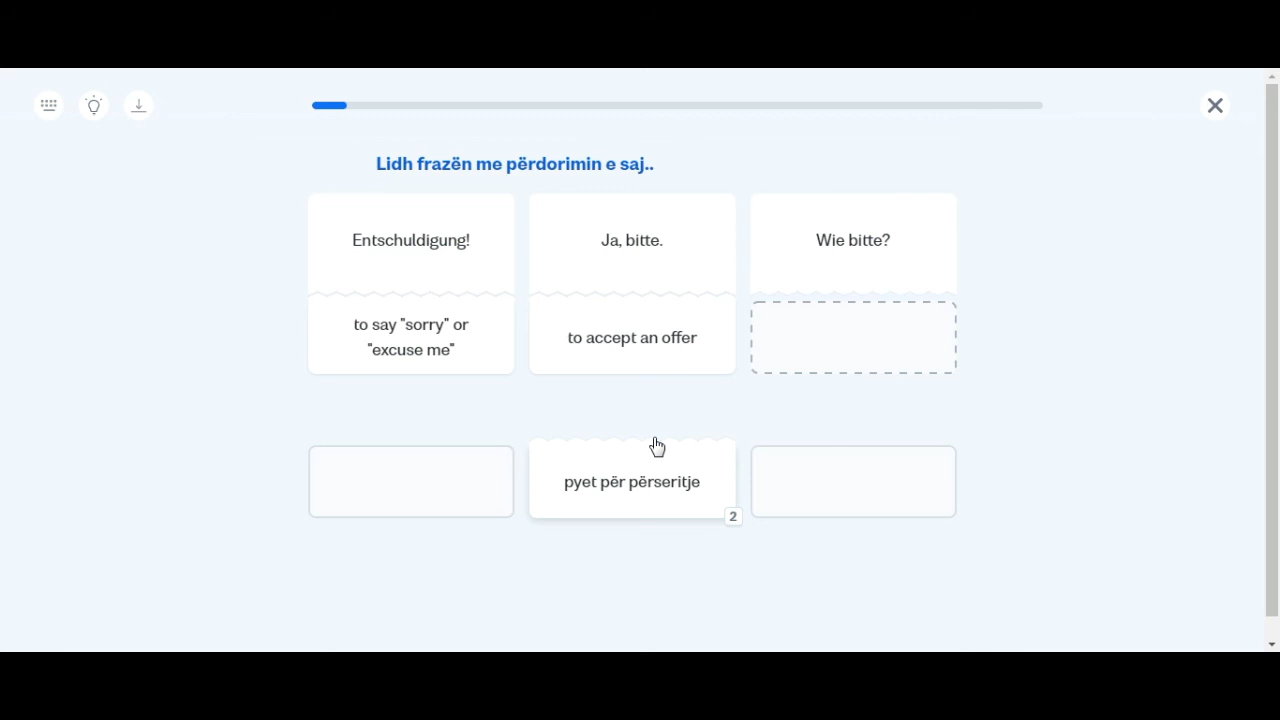 Lidh frazën me përdorimin e saj..
Entschuldigung!
Ja, bitte.
Wie bitte?
to say "sorry" or
"excuse me"
to accept an offer
pyet për përseritje
2